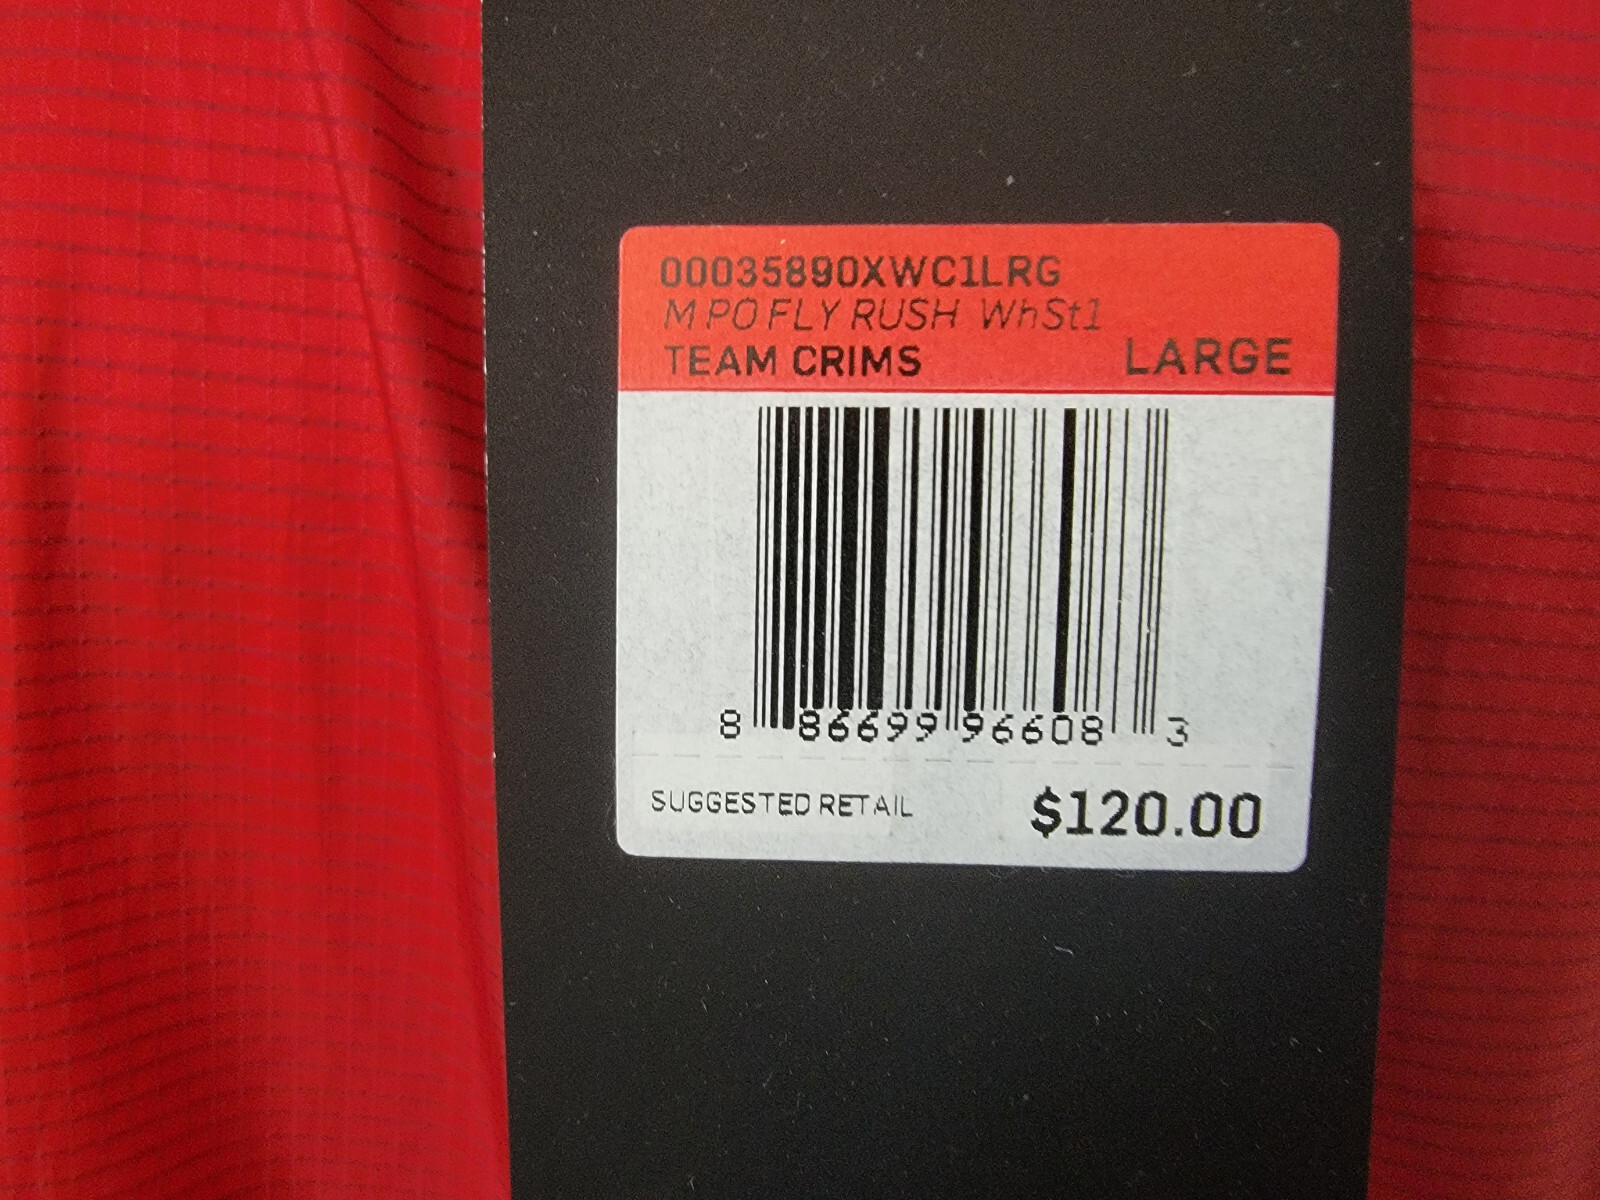 00035890XWC1LRG
M PO FLY RUSH WhSt1
TEAM CRIMS LARGE
8 86699 96608 3
SUGGESTED RETAIL $120.00